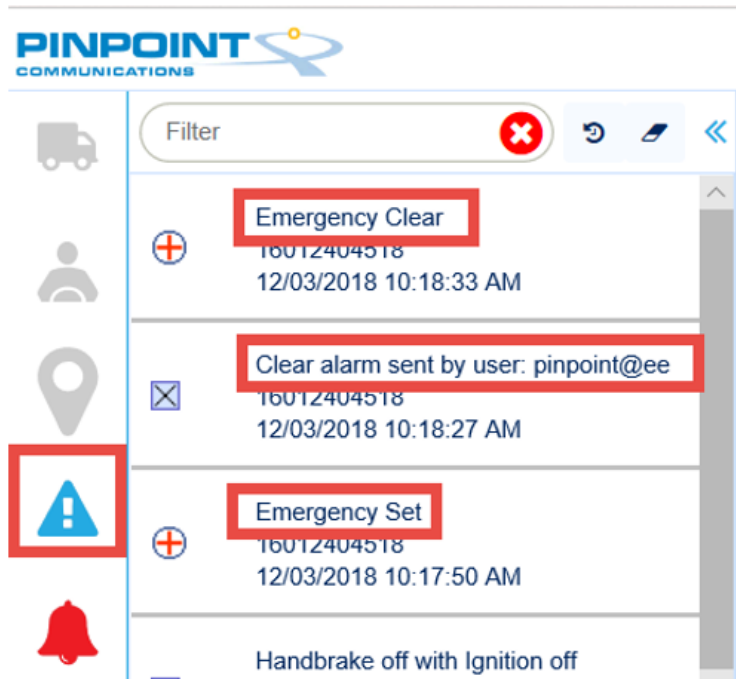 PINPOINT
COMMUNICATIONS
Filter
Emergency Clear
16012404518
12/03/2018 10:18:33 AM
Clear alarm sent by user: pinpoint@ee
16012404518
12/03/2018 10:18:27 AM
Emergency Set
16012404518
12/03/2018 10:17:50 AM
Handbrake off with Ignition off